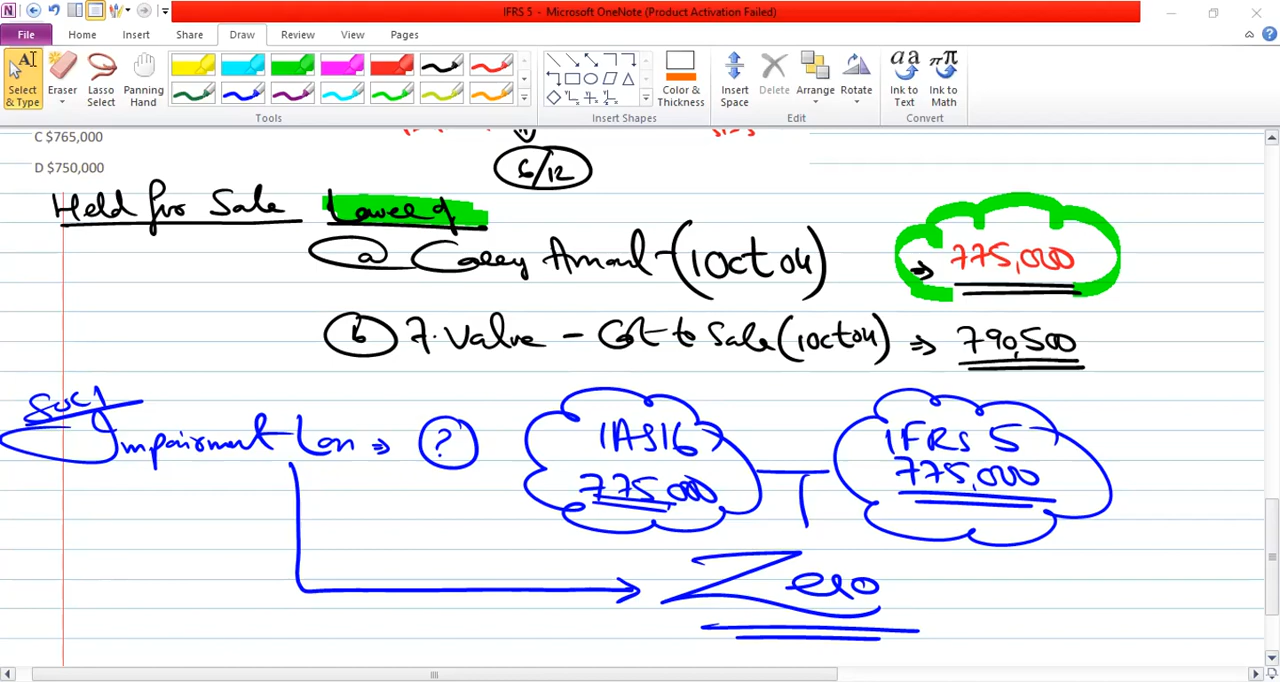 IFRS 5 - Microsoft OneNote (Product Activation Failed)
File Home Insert Share Draw Review View Pages
Select & Type
Eraser
Lasso Select
Panning Hand
Color & Thickness
Insert Space
Delete
Arrange
Rotate
Ink to Text
Ink to Math
Tools
Insert Shapes
Edit
Convert
C $765,000
D $750,000
6/12
Held for Sale Lower of
a (1 Oct 04) ⇒ 775,000
b F. Value - Cost to Sale (1 Oct 04) ⇒ 790,500
Impairment Loss ⇒ ?
IAS 16
775,000
IFRS 5
775,000
Zero